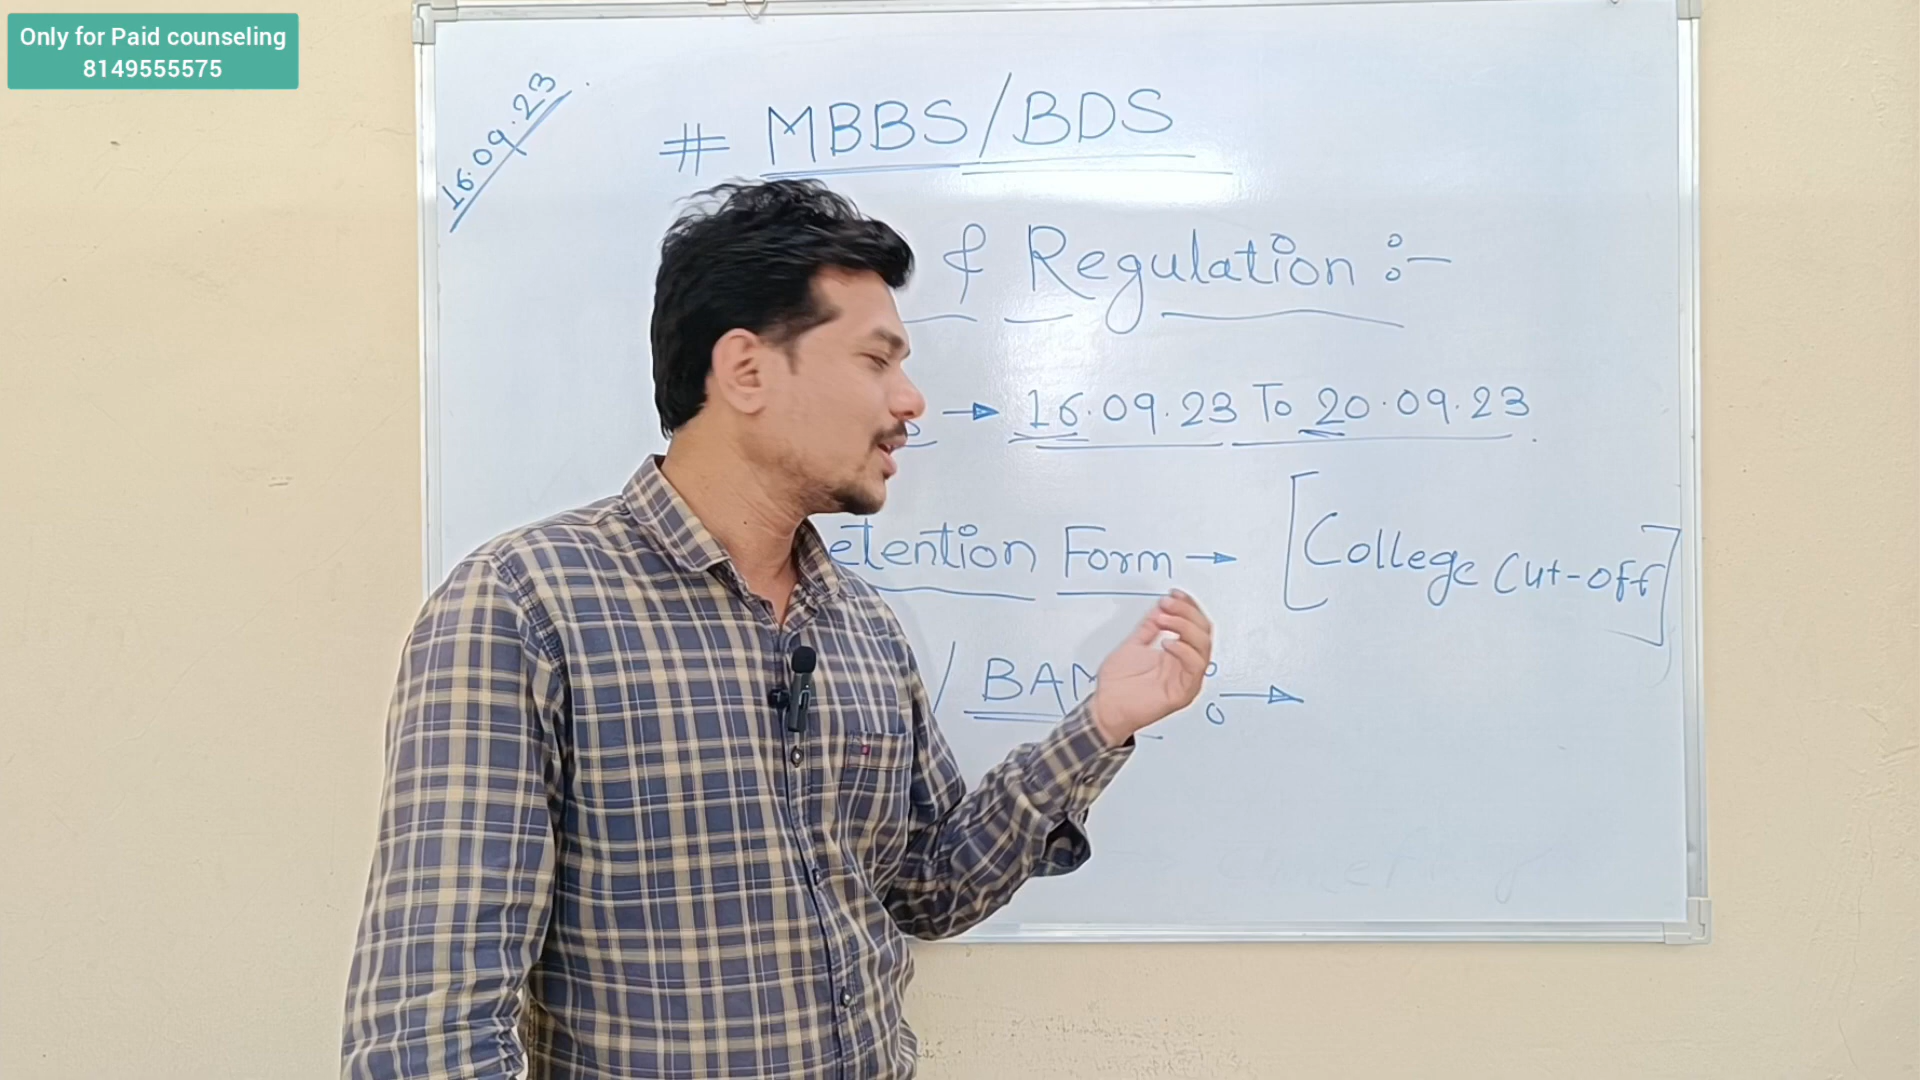 Only for Paid counseling
8149555575
16.09.23
# MBBS/BDS
& Regulation :-
→ 16.09.23 To 20.09.23
etention Form → [College Cut-off]
/ BAM : →